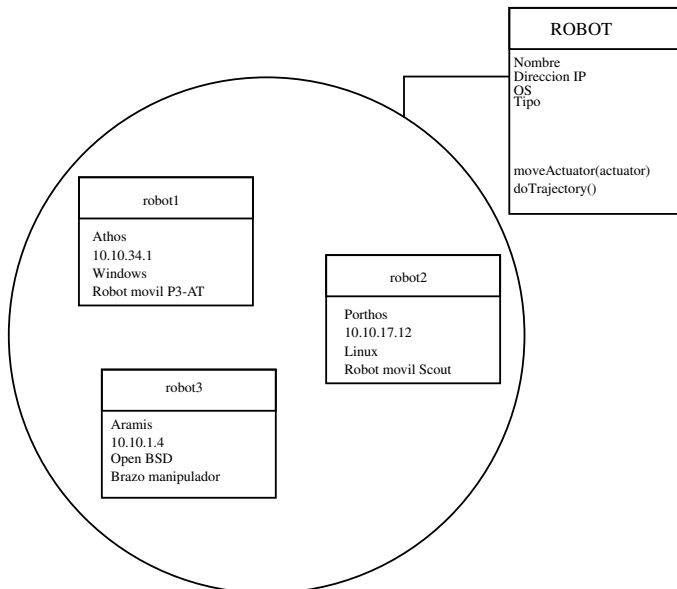 ROBOT
Nombre
Direccion IP
OS
Tipo
moveActuator(actuator)
doTrajectory()
robot1
Athos
10.10.34.1
Windows
Robot movil P3-AT
robot2
Porthos
10.10.17.12
Linux
Robot movil Scout
robot3
Aramis
10.10.1.4
Open BSD
Brazo manipulador